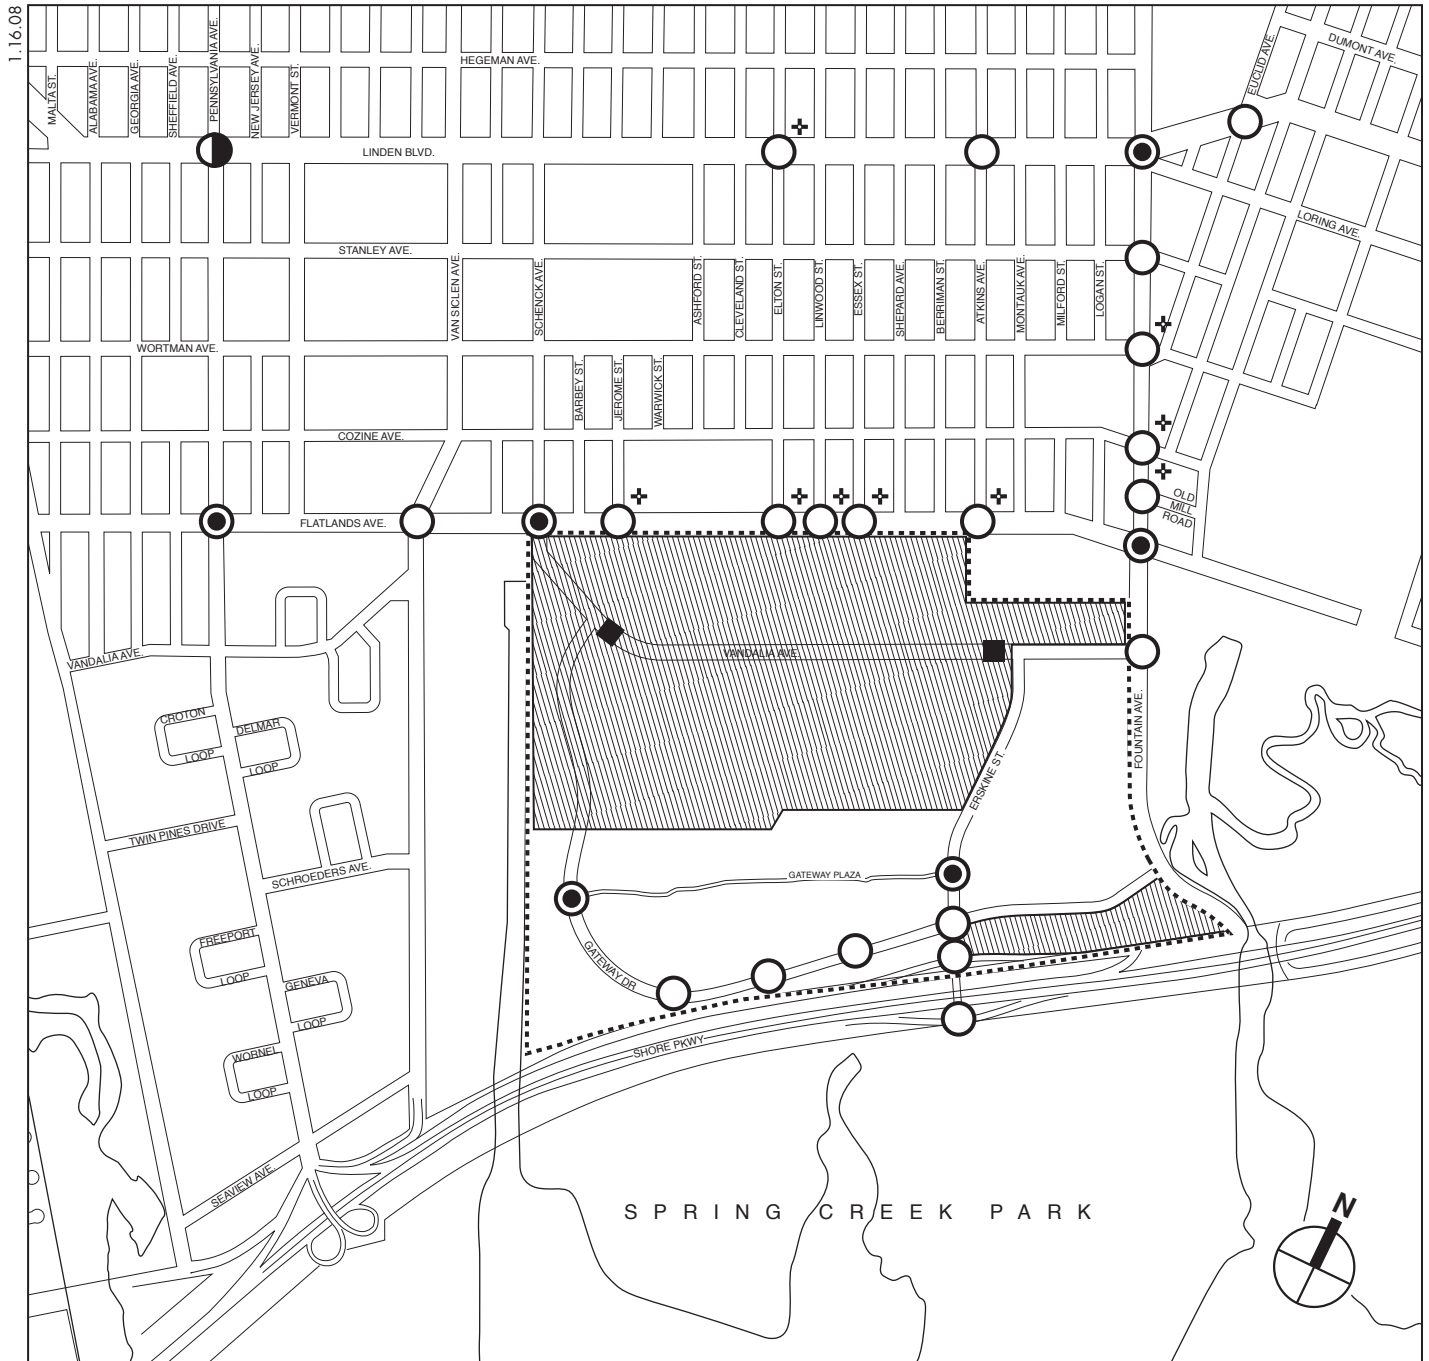 1.16.08
MALTA ST.
ALABAMA AVE.
GEORGIA AVE.
SHEFFIELD AVE.
PENNSYLVANIA AVE.
NEW JERSEY AVE.
VERMONT ST.
HEGEMAN AVE.
EUCLID AVE.
DUMONT AVE.
LINDEN BLVD.
LORING AVE.
STANLEY AVE.
VAN SICLEN AVE.
SCHENCK AVE.
ASHFORD ST.
CLEVELAND ST.
ELTON ST.
LINWOOD ST.
ESSEX ST.
SHEPARD AVE.
BERRIMAN ST.
ATKINS AVE.
MONTAUK AVE.
MILFORD ST.
LOGAN ST.
WORTMAN AVE.
BARBEY ST.
JEROME ST.
WARWICK ST.
COZINE AVE.
OLD
MILL
ROAD
FLATLANDS AVE.
VANDALIA AVE.
VANDALIA AVE.
FOUNTAIN AVE.
CROTON
LOOP
DELMAR
LOOP
ERSKINE ST.
TWIN PINES DRIVE
SCHROEDERS AVE.
GATEWAY PLAZA
FREEPORT
LOOP
GATEWAY DR.
GENEVA
LOOP
SHORE PKWY
WORNEL
LOOP
SEAVIEW AVE.
SPRING CREEK PARK
N